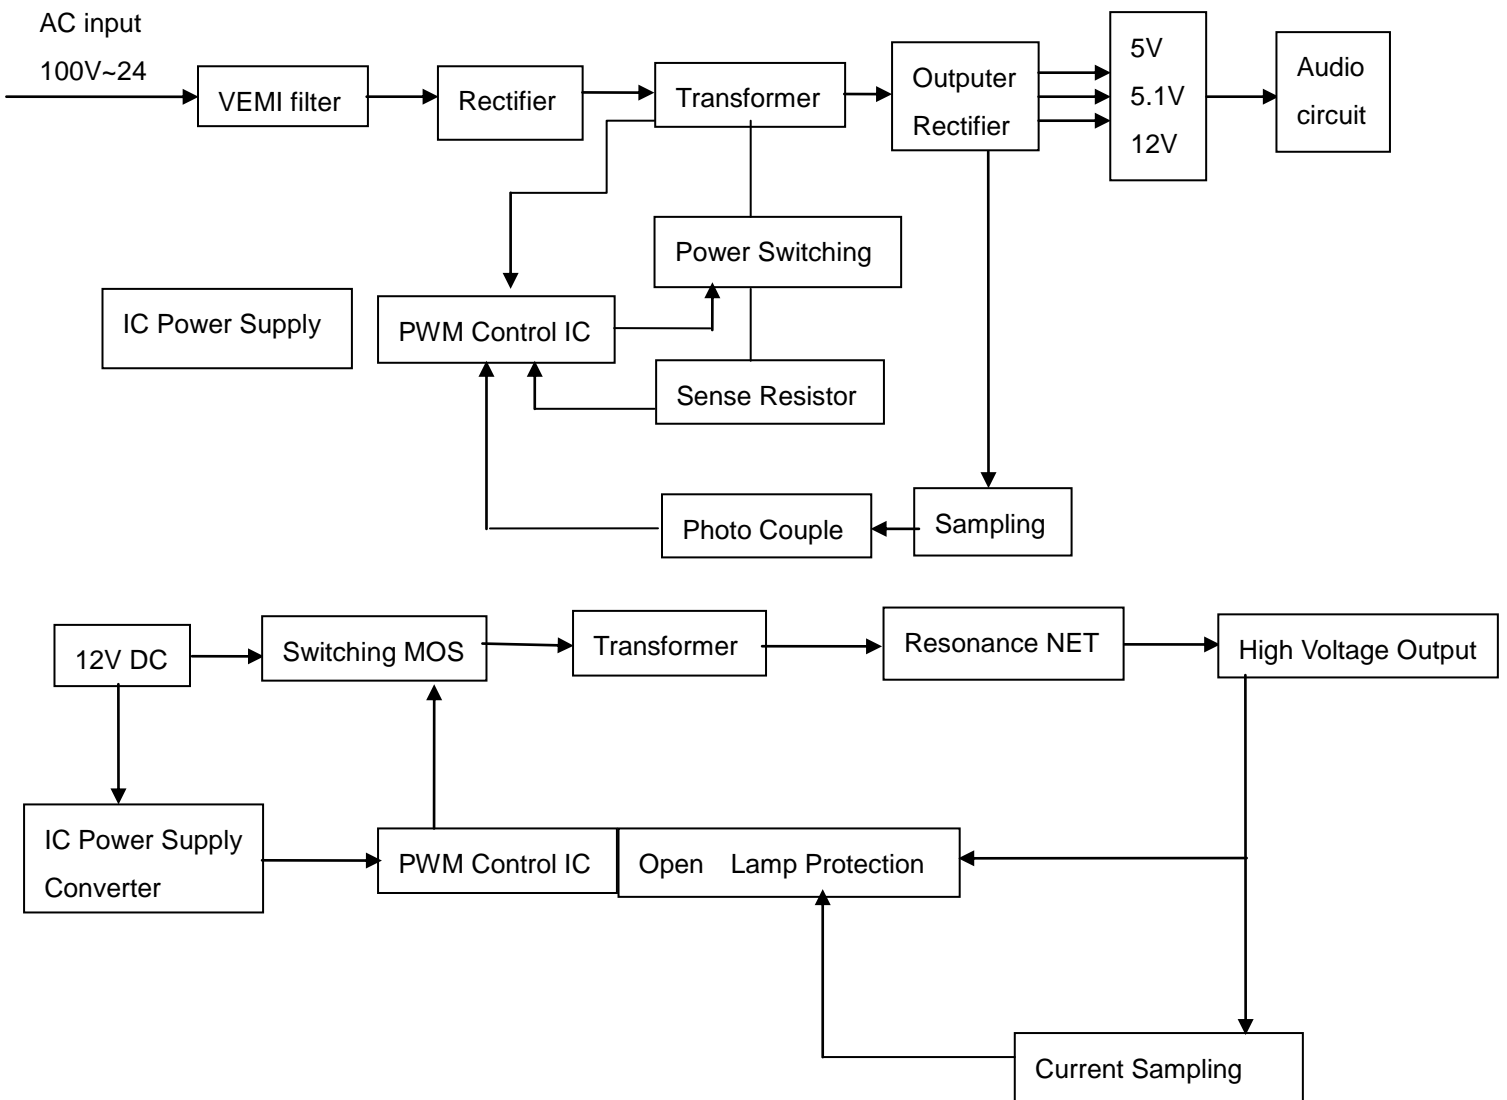 AC input
100V~24
VEMI filter
Rectifier
Transformer
Outputer
Rectifier
5V
5.1V
12V
Audio
circuit
Power Switching
IC Power Supply
PWM Control IC
Sense Resistor
Photo Couple
Sampling
12V DC
Switching MOS
Transformer
Resonance NET
High Voltage Output
IC Power Supply
Converter
PWM Control IC
Open Lamp Protection
Current Sampling